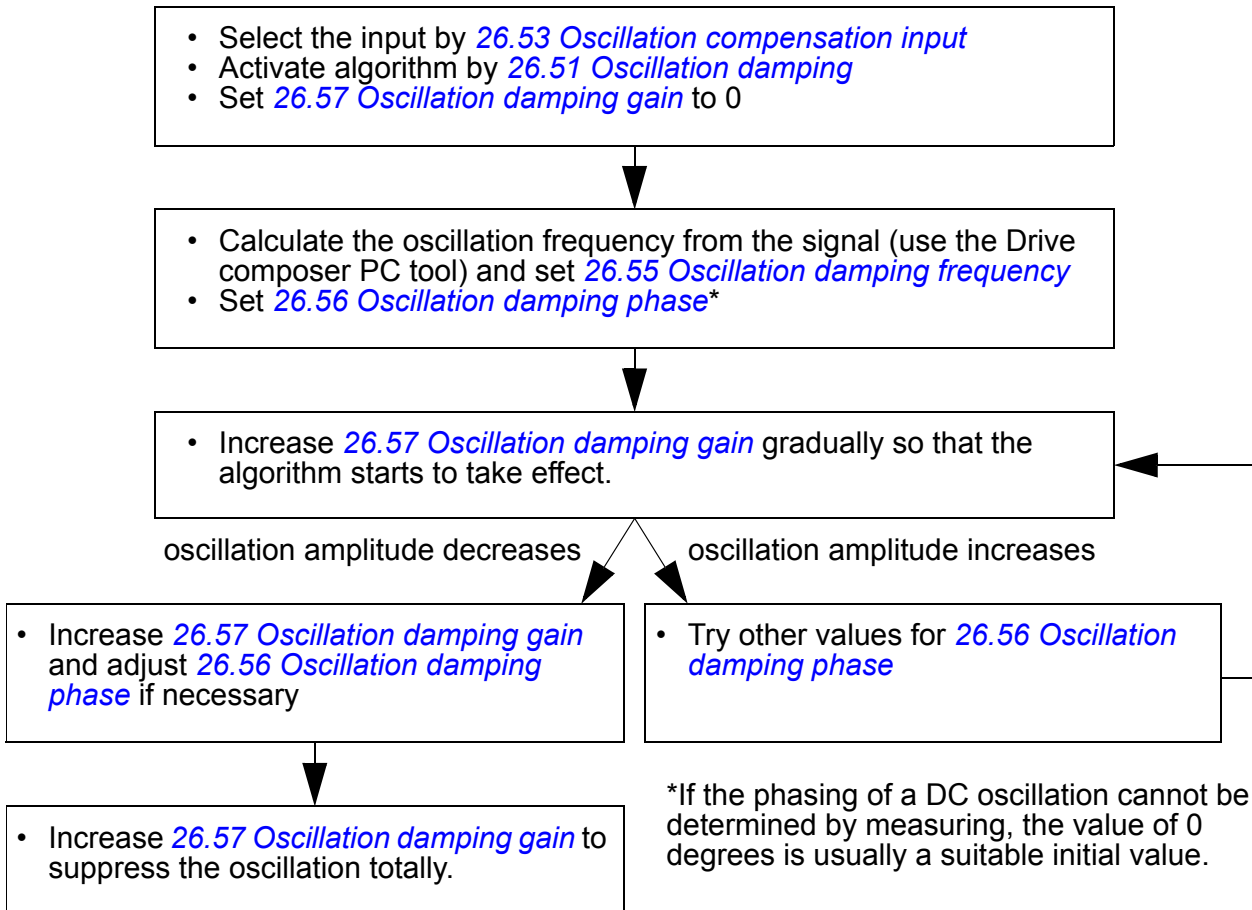 • Select the input by 26.53 Oscillation compensation input
• Activate algorithm by 26.51 Oscillation damping
• Set 26.57 Oscillation damping gain to 0
• Calculate the oscillation frequency from the signal (use the Drive
composer PC tool) and set 26.55 Oscillation damping frequency
• Set 26.56 Oscillation damping phase*
• Increase 26.57 Oscillation damping gain gradually so that the
algorithm starts to take effect.
oscillation amplitude decreases
oscillation amplitude increases
• Increase 26.57 Oscillation damping gain
and adjust 26.56 Oscillation damping
phase if necessary
• Try other values for 26.56 Oscillation
damping phase
• Increase 26.57 Oscillation damping gain to
suppress the oscillation totally.
*If the phasing of a DC oscillation cannot be
determined by measuring, the value of 0
degrees is usually a suitable initial value.